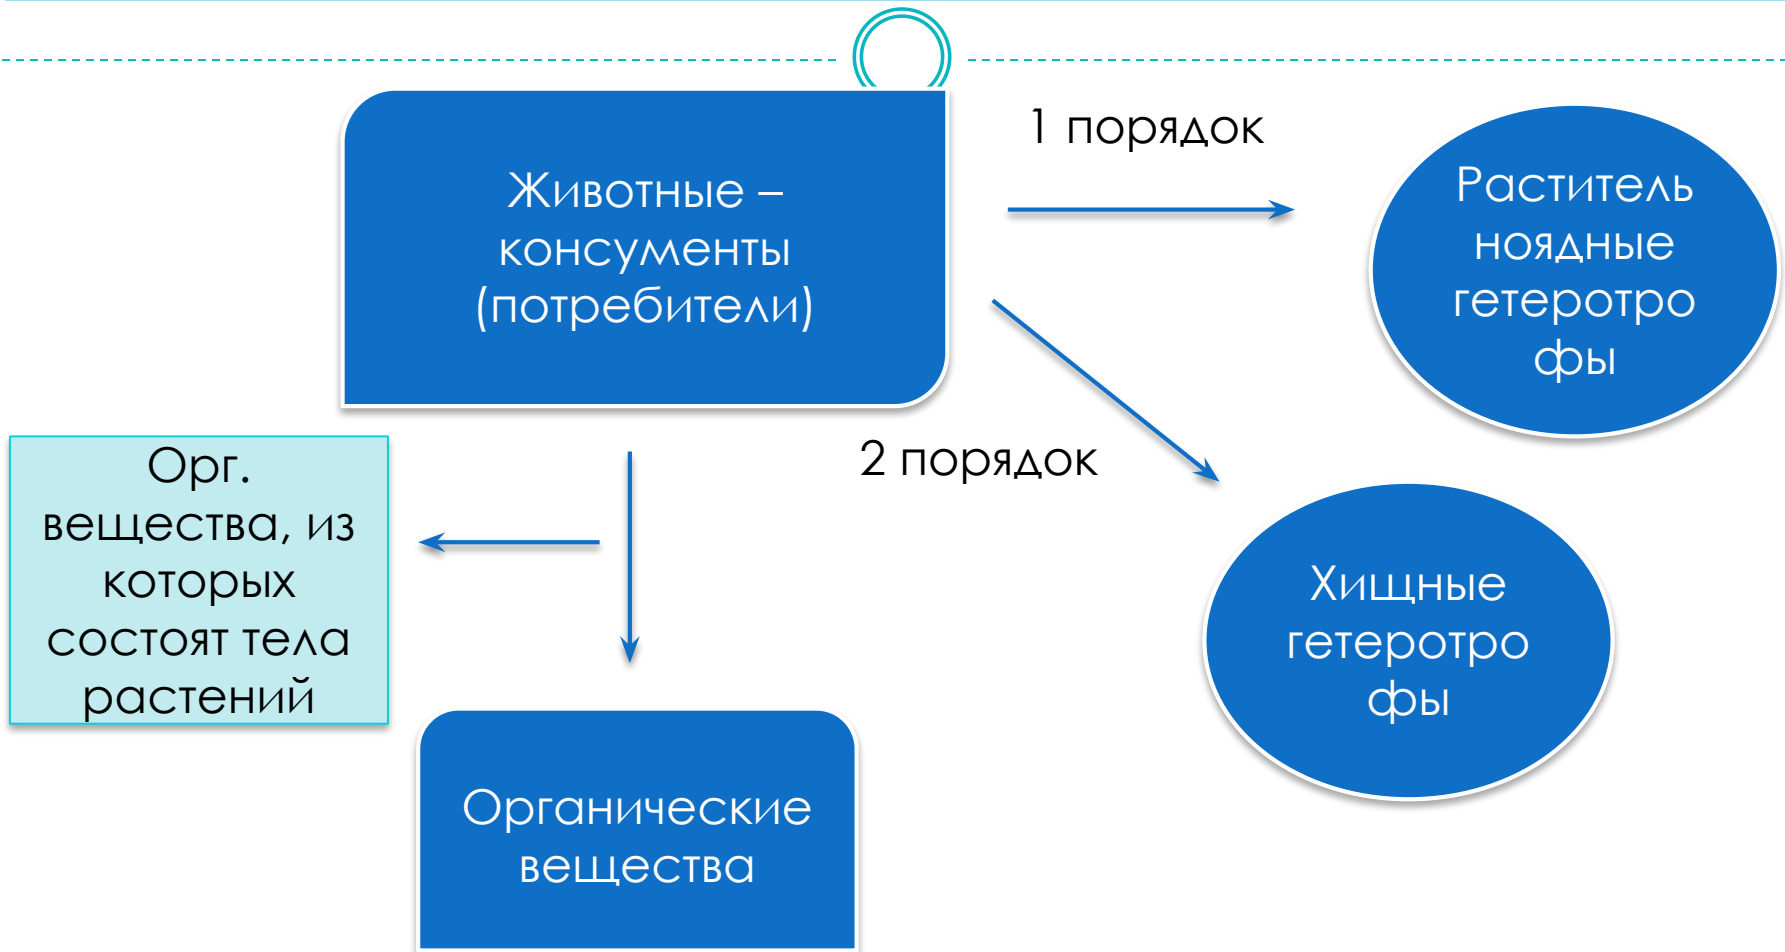 Животные –
консументы
(потребители)
1 порядок
Раститель
ноядные
гетеротро
фы
2 порядок
Хищные
гетеротро
фы
Орг.
вещества, из
которых
состоят тела
растений
Органические
вещества